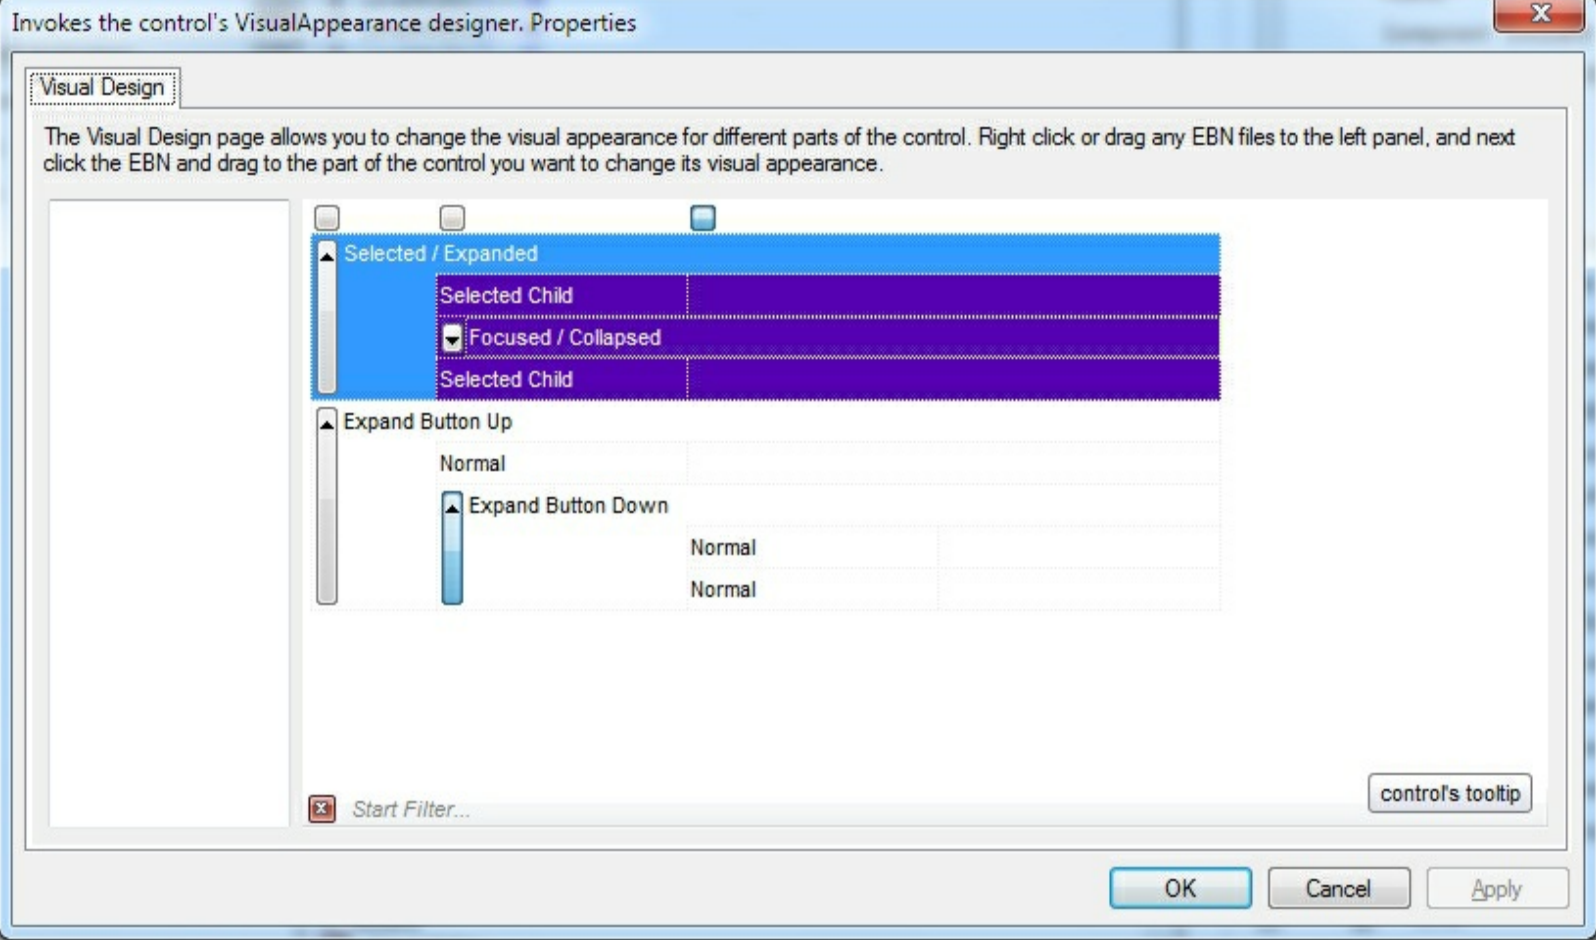 Invokes the control's VisualAppearance designer. Properties
Visual Design
The Visual Design page allows you to change the visual appearance for different parts of the control. Right click or drag any EBN files to the left panel, and next
click the EBN and drag to the part of the control you want to change its visual appearance.
Selected / Expanded
Selected Child
Focused / Collapsed
Selected Child
Expand Button Up
Normal
Expand Button Down
Normal
Normal
control's tooltip
Start Filter...
OK Cancel Apply